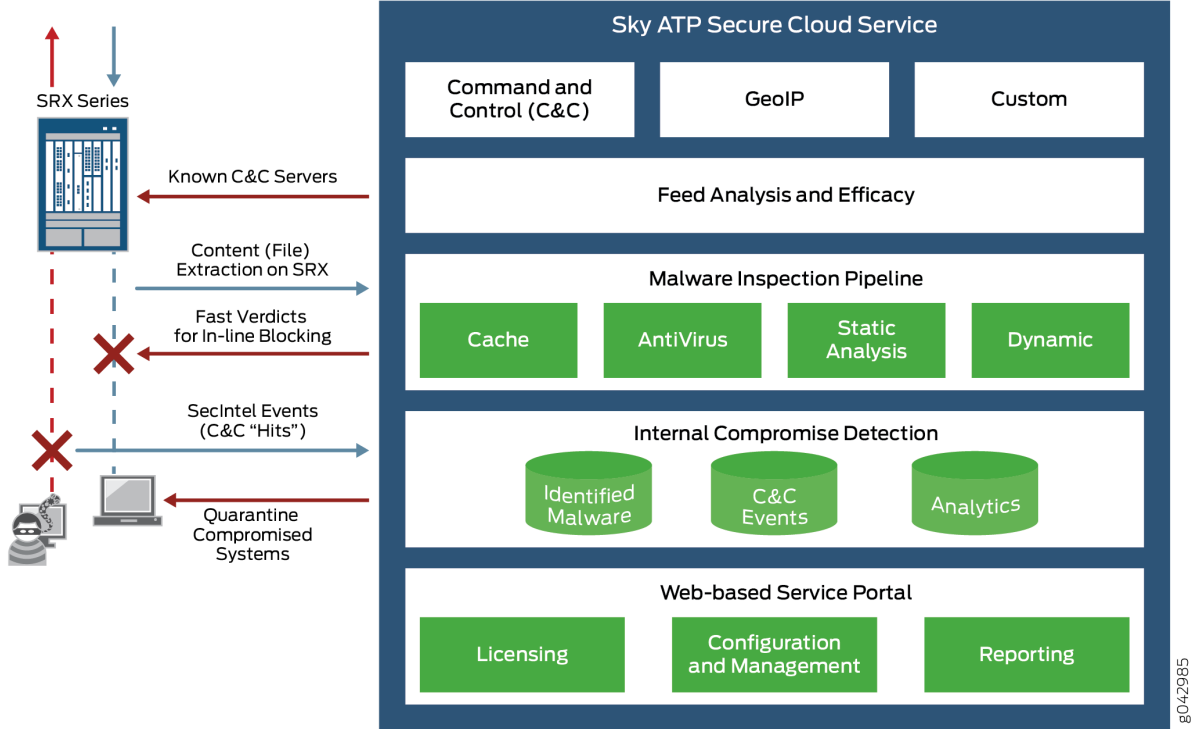 Sky ATP Secure Cloud Service
SRX Series
Command and
Control (C&C)
GeoIP
Custom
Known C&C Servers
Feed Analysis and Efficacy
Content (File)
Extraction on SRX
Malware Inspection Pipeline
Fast Verdicts
for In-line Blocking
Cache
AntiVirus
Static
Analysis
Dynamic
SecIntel Events
(C&C “Hits”)
Internal Compromise Detection
Identified
Malware
C&C
Events
Analytics
Quarantine
Compromised
Systems
Web-based Service Portal
Licensing
Configuration
and Management
Reporting
g042985